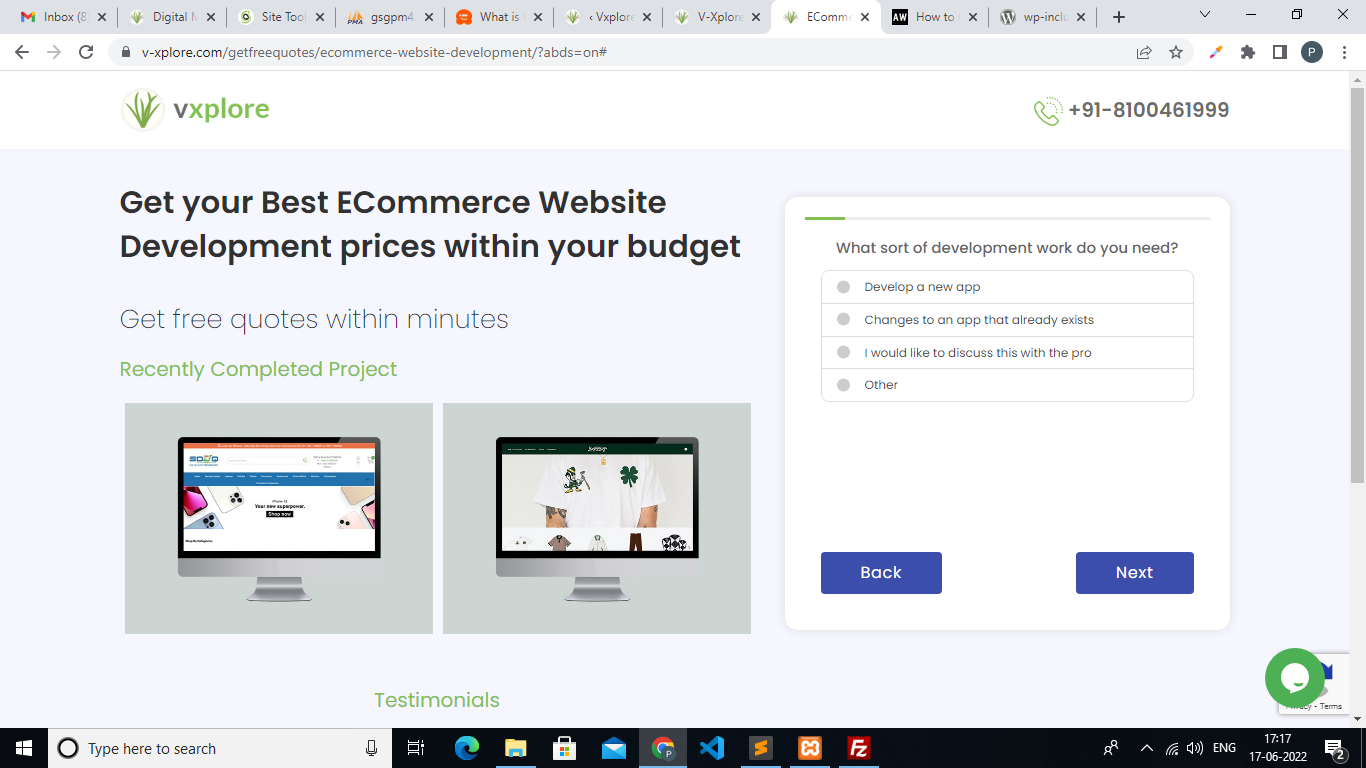 Inbox (8
Digital M
Site Tool
gsgpm4.
What is
‹ Vxplore
V-Xplore
EComme
How to
wp-inclu
v-xplore.com/getfreequotes/ecommerce-website-development/?abds=on#
P
vxplore
+91-8100461999
Get your Best ECommerce Website
Development prices within your budget
Get free quotes within minutes
Recently Completed Project
iPhone 13
Your new superpower.
Shop now
Shop By Categories
Testimonials
What sort of development work do you need?
Develop a new app
Changes to an app that already exists
I would like to discuss this with the pro
Other
Back
Next
Privacy - Terms
Type here to search
ENG
17:17
17-06-2022
2